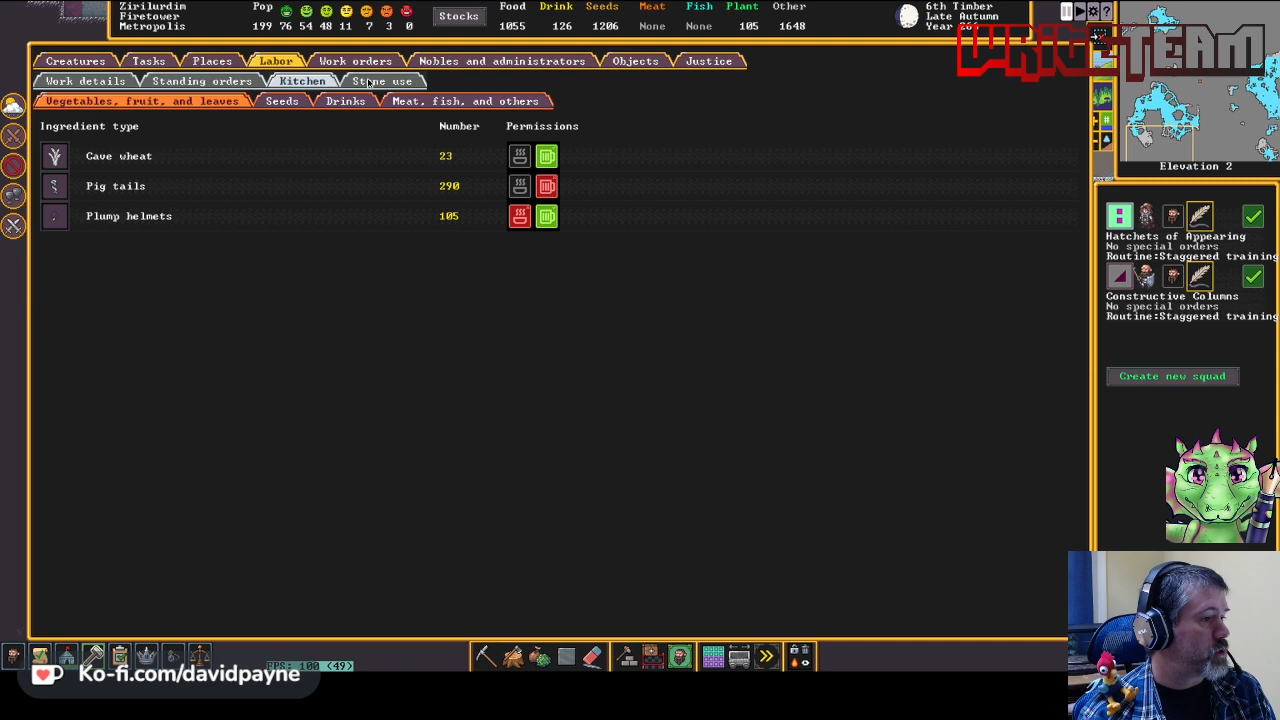 Zirilurdim
Firetower
Metropolis
Pop
199 76 54 48 11 7 3 0
Stocks
Food Drink Seeds Meat Fish Plant Other
1055 126 1206 None None 105 1648
6th Timber
Late Autumn
Year
WRITETEAM
Creatures Tasks Places Labor Work orders Nobles and administrators Objects Justice
Work details Standing orders Kitchen Stone use
Vegetables, fruit, and leaves Seeds Drinks Meat, fish, and others
Ingredient type Number Permissions
Cave wheat 23
Pig tails 290
Plump helmets 105
Elevation 2
Hatchets of Appearing
No special orders
Routine:Staggered training
Constructive Columns
No special orders
Routine:Staggered training
Create new squad
FPS: 100 (49)
Ko-fi.com/davidpayne